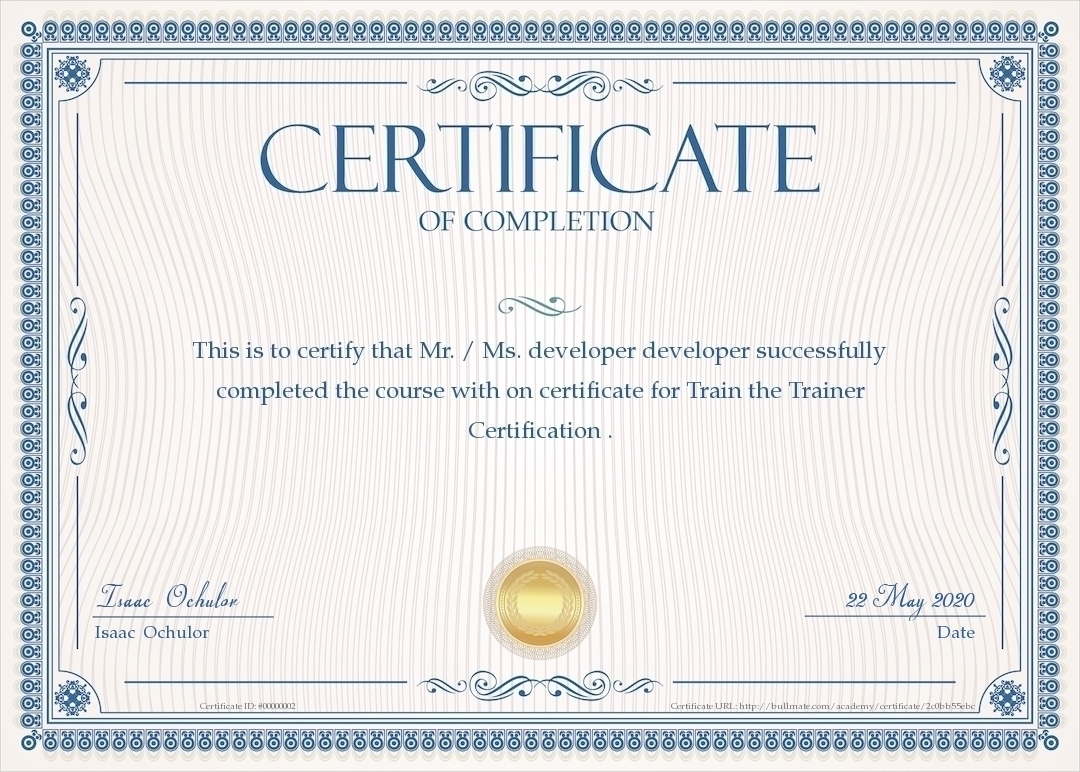 CERTIFICATE
OF COMPLETION
This is to certify that Mr. / Ms. developer developer successfully
completed the course with on certificate for Train the Trainer
Certification .
Isaac Ochulor
22 May 2020
Isaac Ochulor
Date
Certificate ID: #00000002
Certificate URL: http://bullmate.com/academy/certificate/2c0bb55ebc